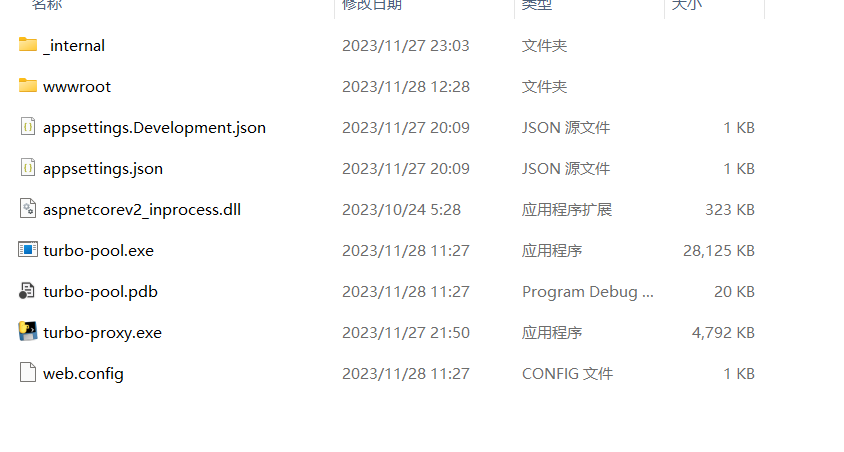 名称 修改日期 类型 大小
_internal 2023/11/27 23:03 文件夹
wwwroot 2023/11/28 12:28 文件夹
appsettings.Development.json 2023/11/27 20:09 JSON 源文件 1 KB
appsettings.json 2023/11/27 20:09 JSON 源文件 1 KB
aspnetcorev2_inprocess.dll 2023/10/24 5:28 应用程序扩展 323 KB
turbo-pool.exe 2023/11/28 11:27 应用程序 28,125 KB
turbo-pool.pdb 2023/11/28 11:27 Program Debug ... 20 KB
turbo-proxy.exe 2023/11/27 21:50 应用程序 4,792 KB
web.config 2023/11/28 11:27 CONFIG 文件 1 KB